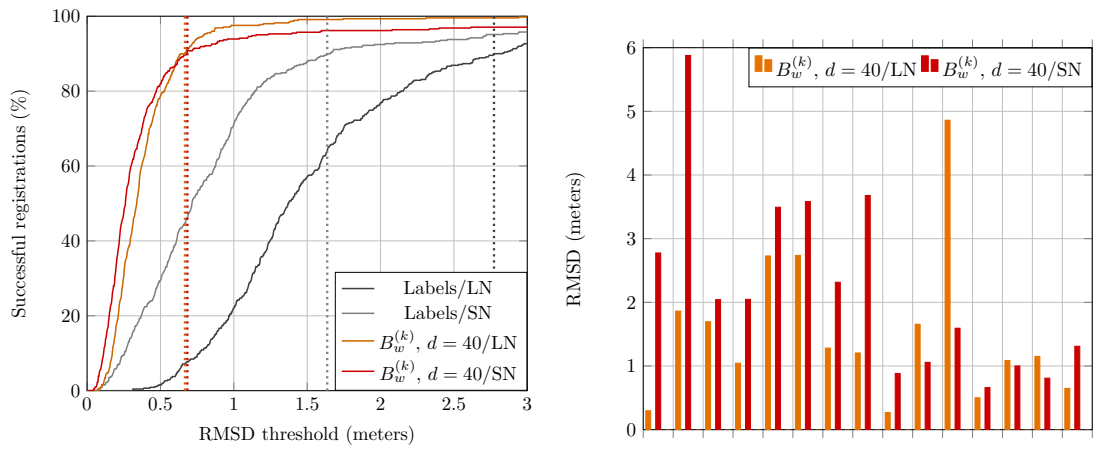 100
80
60
40
20
0
0
0.5
1
1.5
2
2.5
3
Successful registrations (%)
RMSD threshold (meters)
Labels/LN
Labels/SN
$B_w^{(k)}$, $d = 40$/LN
$B_w^{(k)}$, $d = 40$/SN
6
5
4
3
2
1
0
RMSD (meters)
$B_w^{(k)}$, $d = 40$/LN $B_w^{(k)}$, $d = 40$/SN